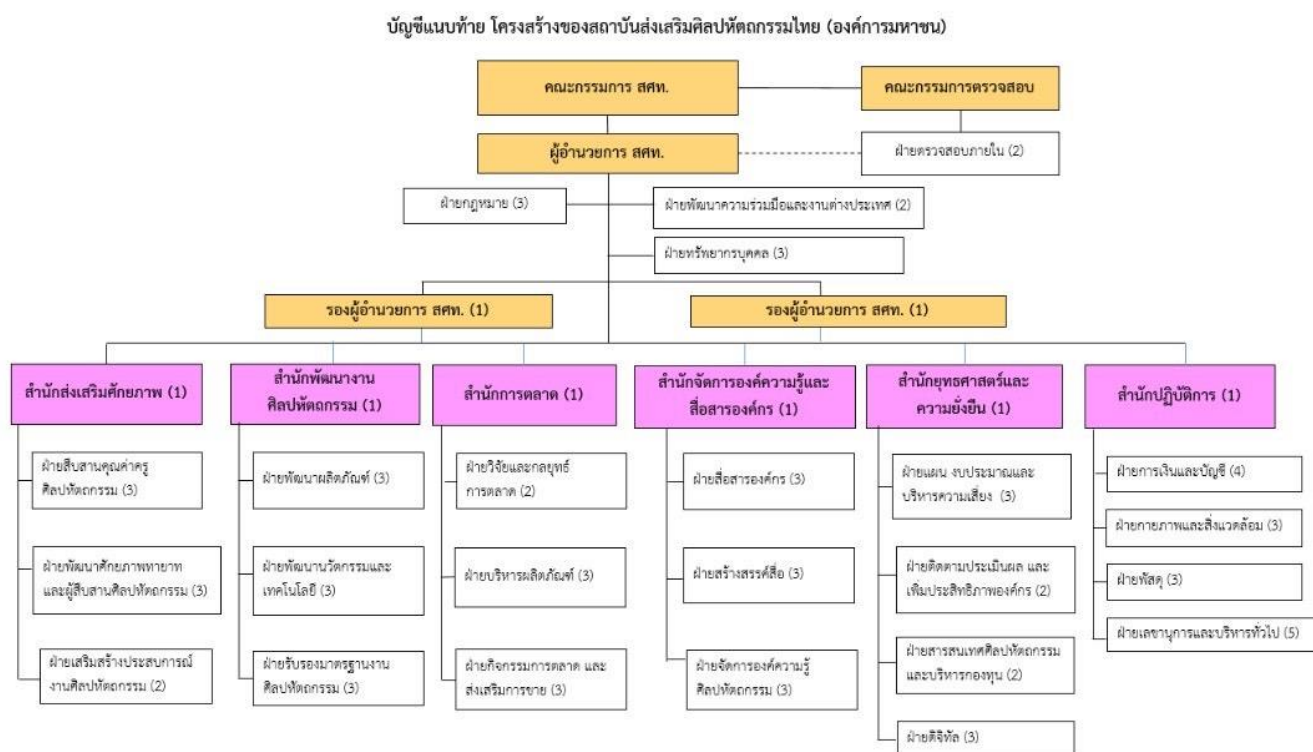 บัญชีแนบท้าย โครงสร้างของสถาบันส่งเสริมศิลปหัตถกรรมไทย (องค์การมหาชน)
คณะกรรมการ สศท.
คณะกรรมการตรวจสอบ
ผู้อำนวยการ สศท.
ฝ่ายตรวจสอบภายใน (2)
ฝ่ายกฎหมาย (3)
ฝ่ายพัฒนาความร่วมมือและงานต่างประเทศ (2)
ฝ่ายทรัพยากรบุคคล (3)
รองผู้อำนวยการ สศท. (1)
รองผู้อำนวยการ สศท. (1)
สำนักส่งเสริมศักยภาพ (1)
ฝ่ายสืบสานคุณค่าครู
ศิลปหัตถกรรม (3)
ฝ่ายพัฒนาศักยภาพทายาท
และผู้สืบสานศิลปหัตถกรรม (3)
ฝ่ายเสริมสร้างประสบการณ์
งานศิลปหัตถกรรม (2)
สำนักพัฒนางาน
ศิลปหัตถกรรม (1)
ฝ่ายพัฒนาผลิตภัณฑ์ (3)
ฝ่ายพัฒนานวัตกรรมและ
เทคโนโลยี (3)
ฝ่ายรับรองมาตรฐานงาน
ศิลปหัตถกรรม (3)
สำนักการตลาด (1)
ฝ่ายวิจัยและกลยุทธ์
การตลาด (2)
ฝ่ายบริหารผลิตภัณฑ์ (3)
ฝ่ายกิจกรรมการตลาด และ
ส่งเสริมการขาย (3)
สำนักจัดการองค์ความรู้และ
สื่อสารองค์กร (1)
ฝ่ายสื่อสารองค์กร (3)
ฝ่ายสร้างสรรค์สื่อ (3)
ฝ่ายจัดการองค์ความรู้
ศิลปหัตถกรรม (3)
สำนักยุทธศาสตร์และ
ความยั่งยืน (1)
ฝ่ายแผน งบประมาณและ
บริหารความเสี่ยง (3)
ฝ่ายติดตามประเมินผล และ
เพิ่มประสิทธิภาพองค์กร (2)
ฝ่ายสารสนเทศศิลปหัตถกรรม
และบริหารกองทุน (2)
ฝ่ายดิจิทัล (3)
สำนักปฏิบัติการ (1)
ฝ่ายการเงินและบัญชี (4)
ฝ่ายกายภาพและสิ่งแวดล้อม (3)
ฝ่ายพัสดุ (3)
ฝ่ายเลขานุการและบริหารทั่วไป (5)